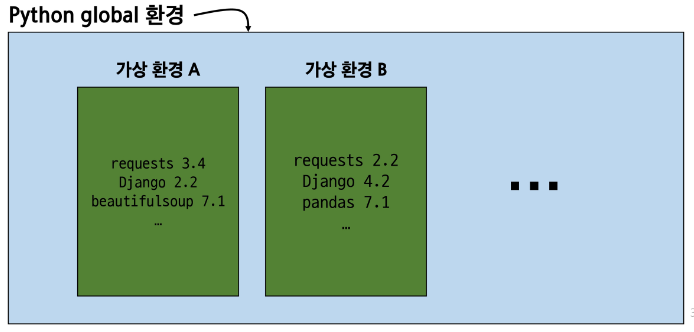 Python global 환경
가상 환경 A
가상 환경 B
requests 3.4
Django 2.2
beautifulsoup 7.1
…
requests 2.2
Django 4.2
pandas 7.1
…
...